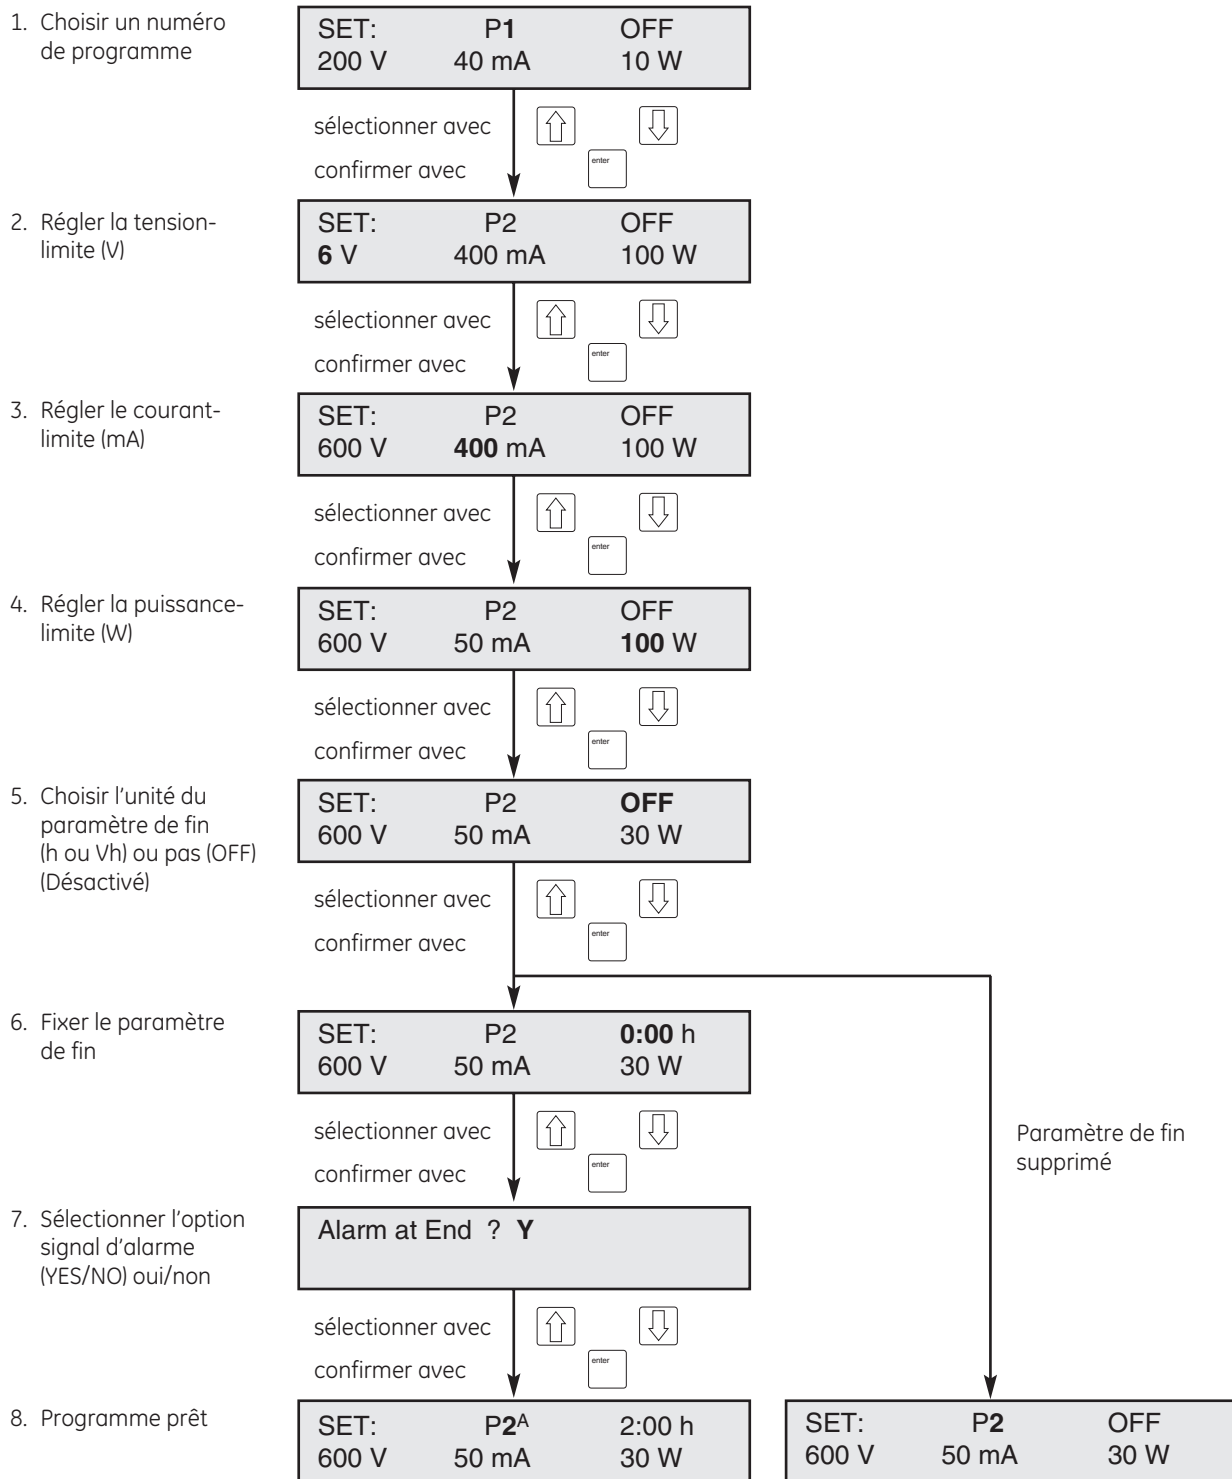 1. Choisir un numéro
de programme
SET: P1 OFF
200 V 40 mA 10 W
sélectionner avec
confirmer avec
enter
2. Régler la tension-
limite (V)
SET: P2 OFF
6 V 400 mA 100 W
sélectionner avec
confirmer avec
enter
3. Régler le courant-
limite (mA)
SET: P2 OFF
600 V 400 mA 100 W
sélectionner avec
confirmer avec
enter
4. Régler la puissance-
limite (W)
SET: P2 OFF
600 V 50 mA 100 W
sélectionner avec
confirmer avec
enter
5. Choisir l'unité du
paramètre de fin
(h ou Vh) ou pas (OFF)
(Désactivé)
SET: P2 OFF
600 V 50 mA 30 W
sélectionner avec
confirmer avec
enter
6. Fixer le paramètre
de fin
SET: P2 0:00 h
600 V 50 mA 30 W
sélectionner avec
confirmer avec
enter
Paramètre de fin
supprimé
7. Sélectionner l'option
signal d'alarme
(YES/NO) oui/non
Alarm at End ? Y
sélectionner avec
confirmer avec
enter
8. Programme prêt
SET: P2ᴬ 2:00 h
600 V 50 mA 30 W
SET: P2 OFF
600 V 50 mA 30 W